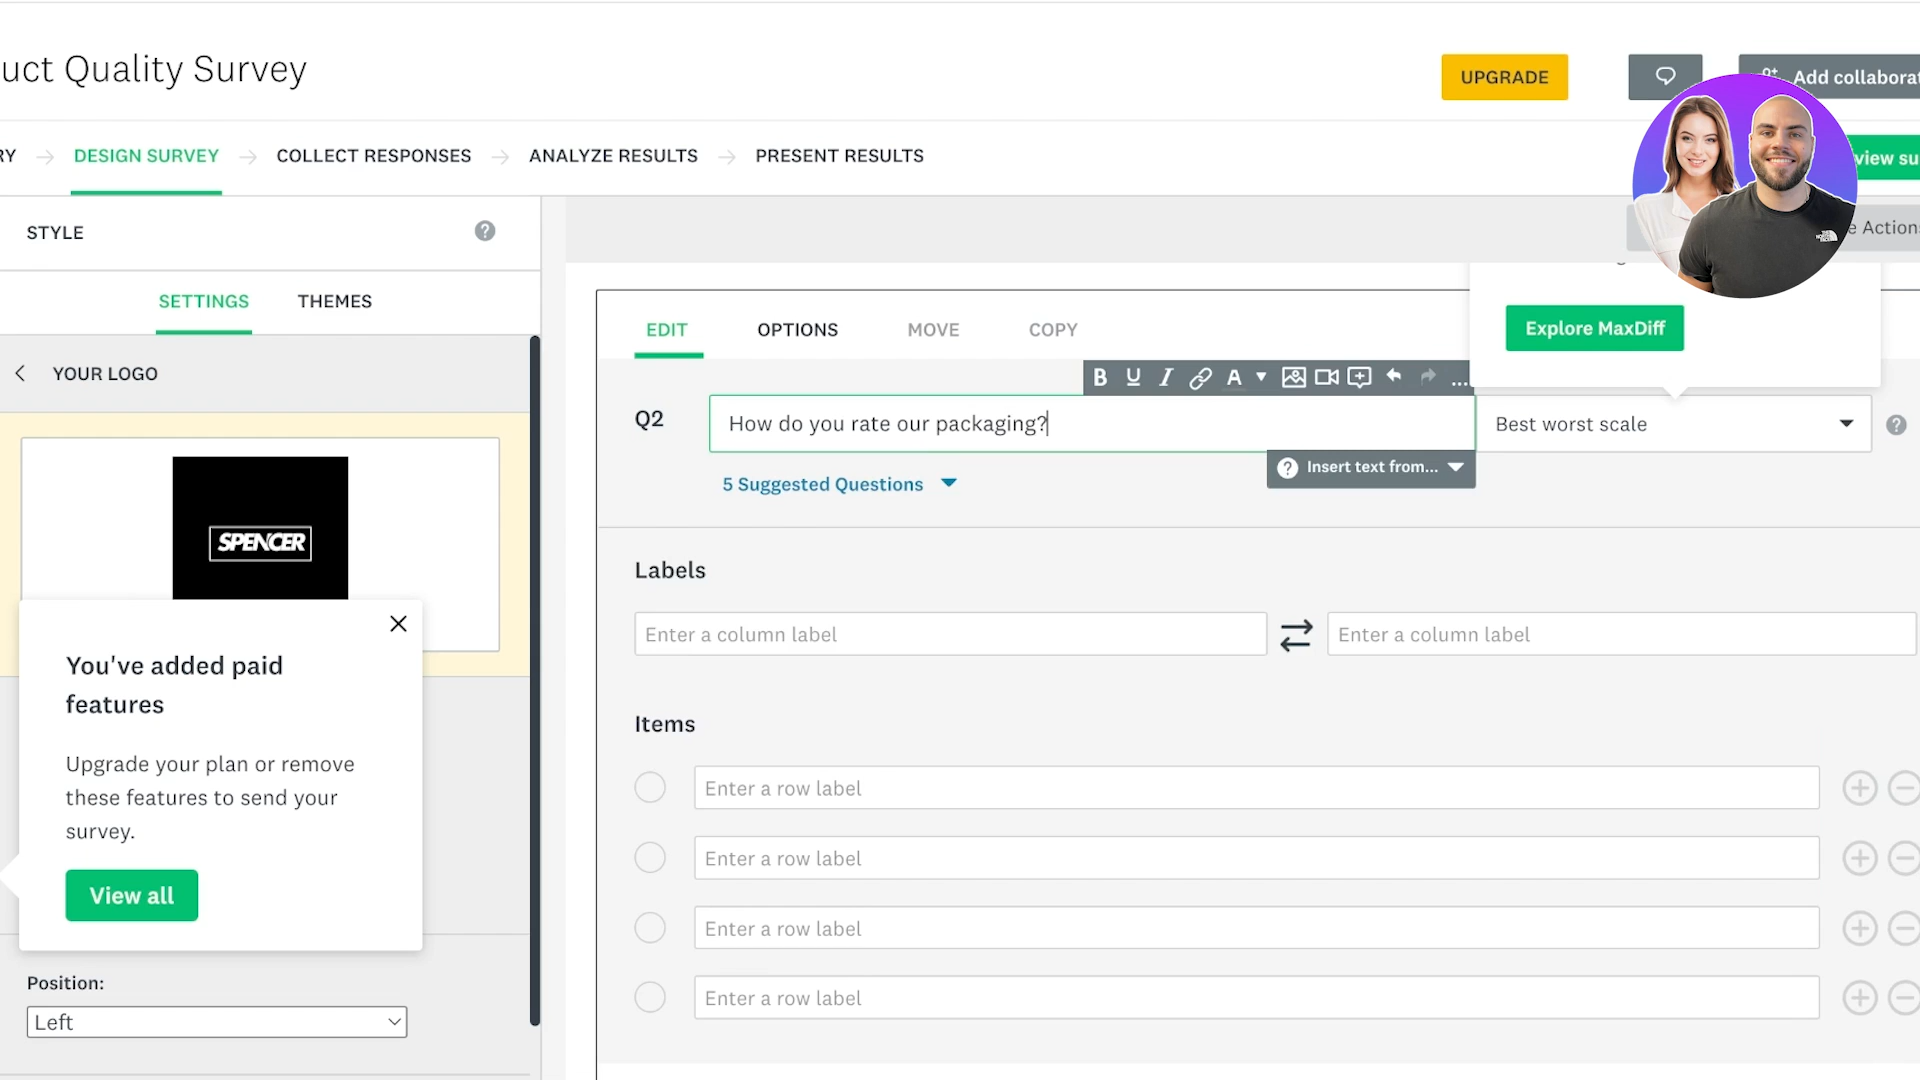 uct Quality Survey
UPGRADE
Add collaborat
RY
DESIGN SURVEY
COLLECT RESPONSES
ANALYZE RESULTS
PRESENT RESULTS
view su
STYLE
?
e Actions
SETTINGS
THEMES
EDIT
OPTIONS
MOVE
COPY
Explore MaxDiff
YOUR LOGO
B U I A ...
Q2
How do you rate our packaging?
Best worst scale
?
? Insert text from...
5 Suggested Questions
SPENCER
Labels
Enter a column label
Enter a column label
You've added paid
features
Upgrade your plan or remove
these features to send your
survey.
View all
Items
Enter a row label
Enter a row label
Enter a row label
Enter a row label
Position:
Left